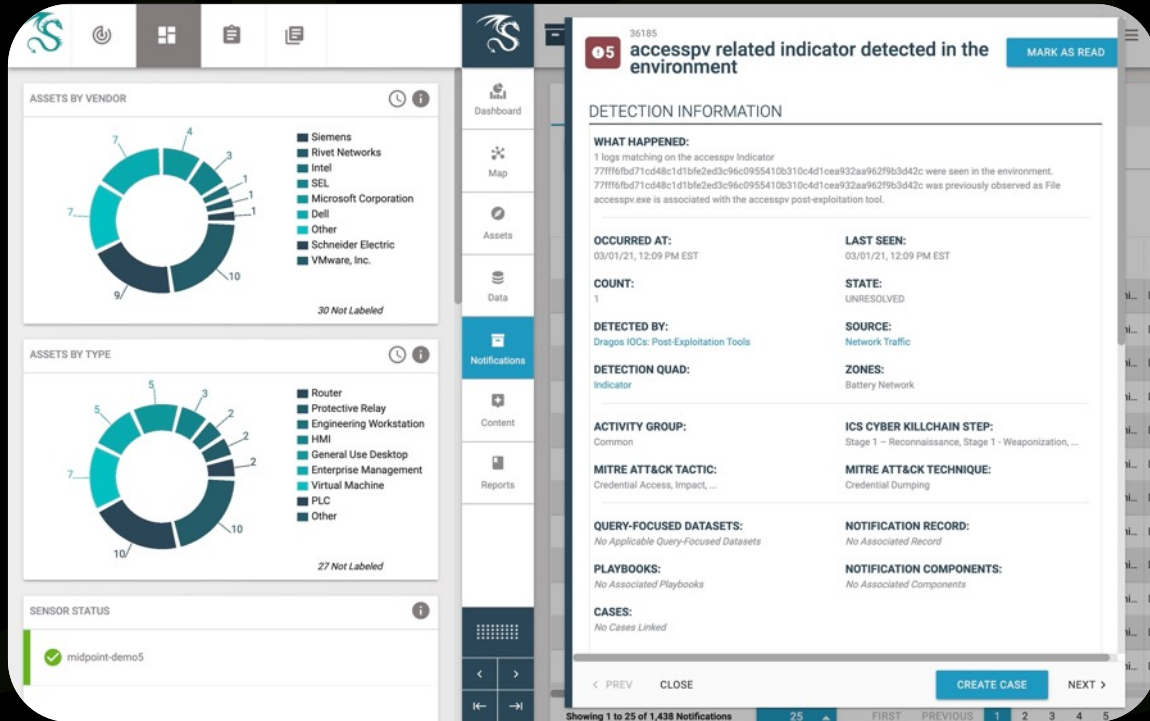 ASSETS BY VENDOR
4
7
3
1
1
1
7
10
9
Siemens
Rivet Networks
Intel
SEL
Microsoft Corporation
Dell
Other
Schneider Electric
VMware, Inc.
30 Not Labeled
ASSETS BY TYPE
5
3
5
2
2
2
7
10
10
Router
Protective Relay
Engineering Workstation
HMI
General Use Desktop
Enterprise Management
Virtual Machine
PLC
Other
27 Not Labeled
SENSOR STATUS
midpoint-demo5
Dashboard
Map
Assets
Data
Notifications
Content
Reports
5
36185
accesspv related indicator detected in the
environment
MARK AS READ
DETECTION INFORMATION
WHAT HAPPENED:
1 logs matching on the accesspv Indicator
77fff6fbd71cd48c1d1bfe2ed3c96c0955410b310c4d1cea932aa962f9b3d42c were seen in the environment.
77fff6fbd71cd48c1d1bfe2ed3c96c0955410b310c4d1cea932aa962f9b3d42c was previously observed as File
accesspv.exe is associated with the accesspv post-exploitation tool.
OCCURRED AT: LAST SEEN:
03/01/21, 12:09 PM EST 03/01/21, 12:09 PM EST
COUNT: STATE:
1 UNRESOLVED
DETECTED BY: SOURCE:
Dragos IOCs: Post-Exploitation Tools Network Traffic
DETECTION QUAD: ZONES:
Indicator Battery Network
ACTIVITY GROUP: ICS CYBER KILLCHAIN STEP:
Common Stage 1 – Reconnaissance, Stage 1 - Weaponization, ...
MITRE ATT&CK TACTIC: MITRE ATT&CK TECHNIQUE:
Credential Access, Impact, ... Credential Dumping
QUERY-FOCUSED DATASETS: NOTIFICATION RECORD:
No Applicable Query-Focused Datasets No Associated Record
PLAYBOOKS: NOTIFICATION COMPONENTS:
No Associated Playbooks No Associated Components
CASES:
No Cases Linked
PREV CLOSE CREATE CASE NEXT
Showing 1 to 25 of 1,438 Notifications 25 FIRST PREVIOUS 1 2 3 4 5